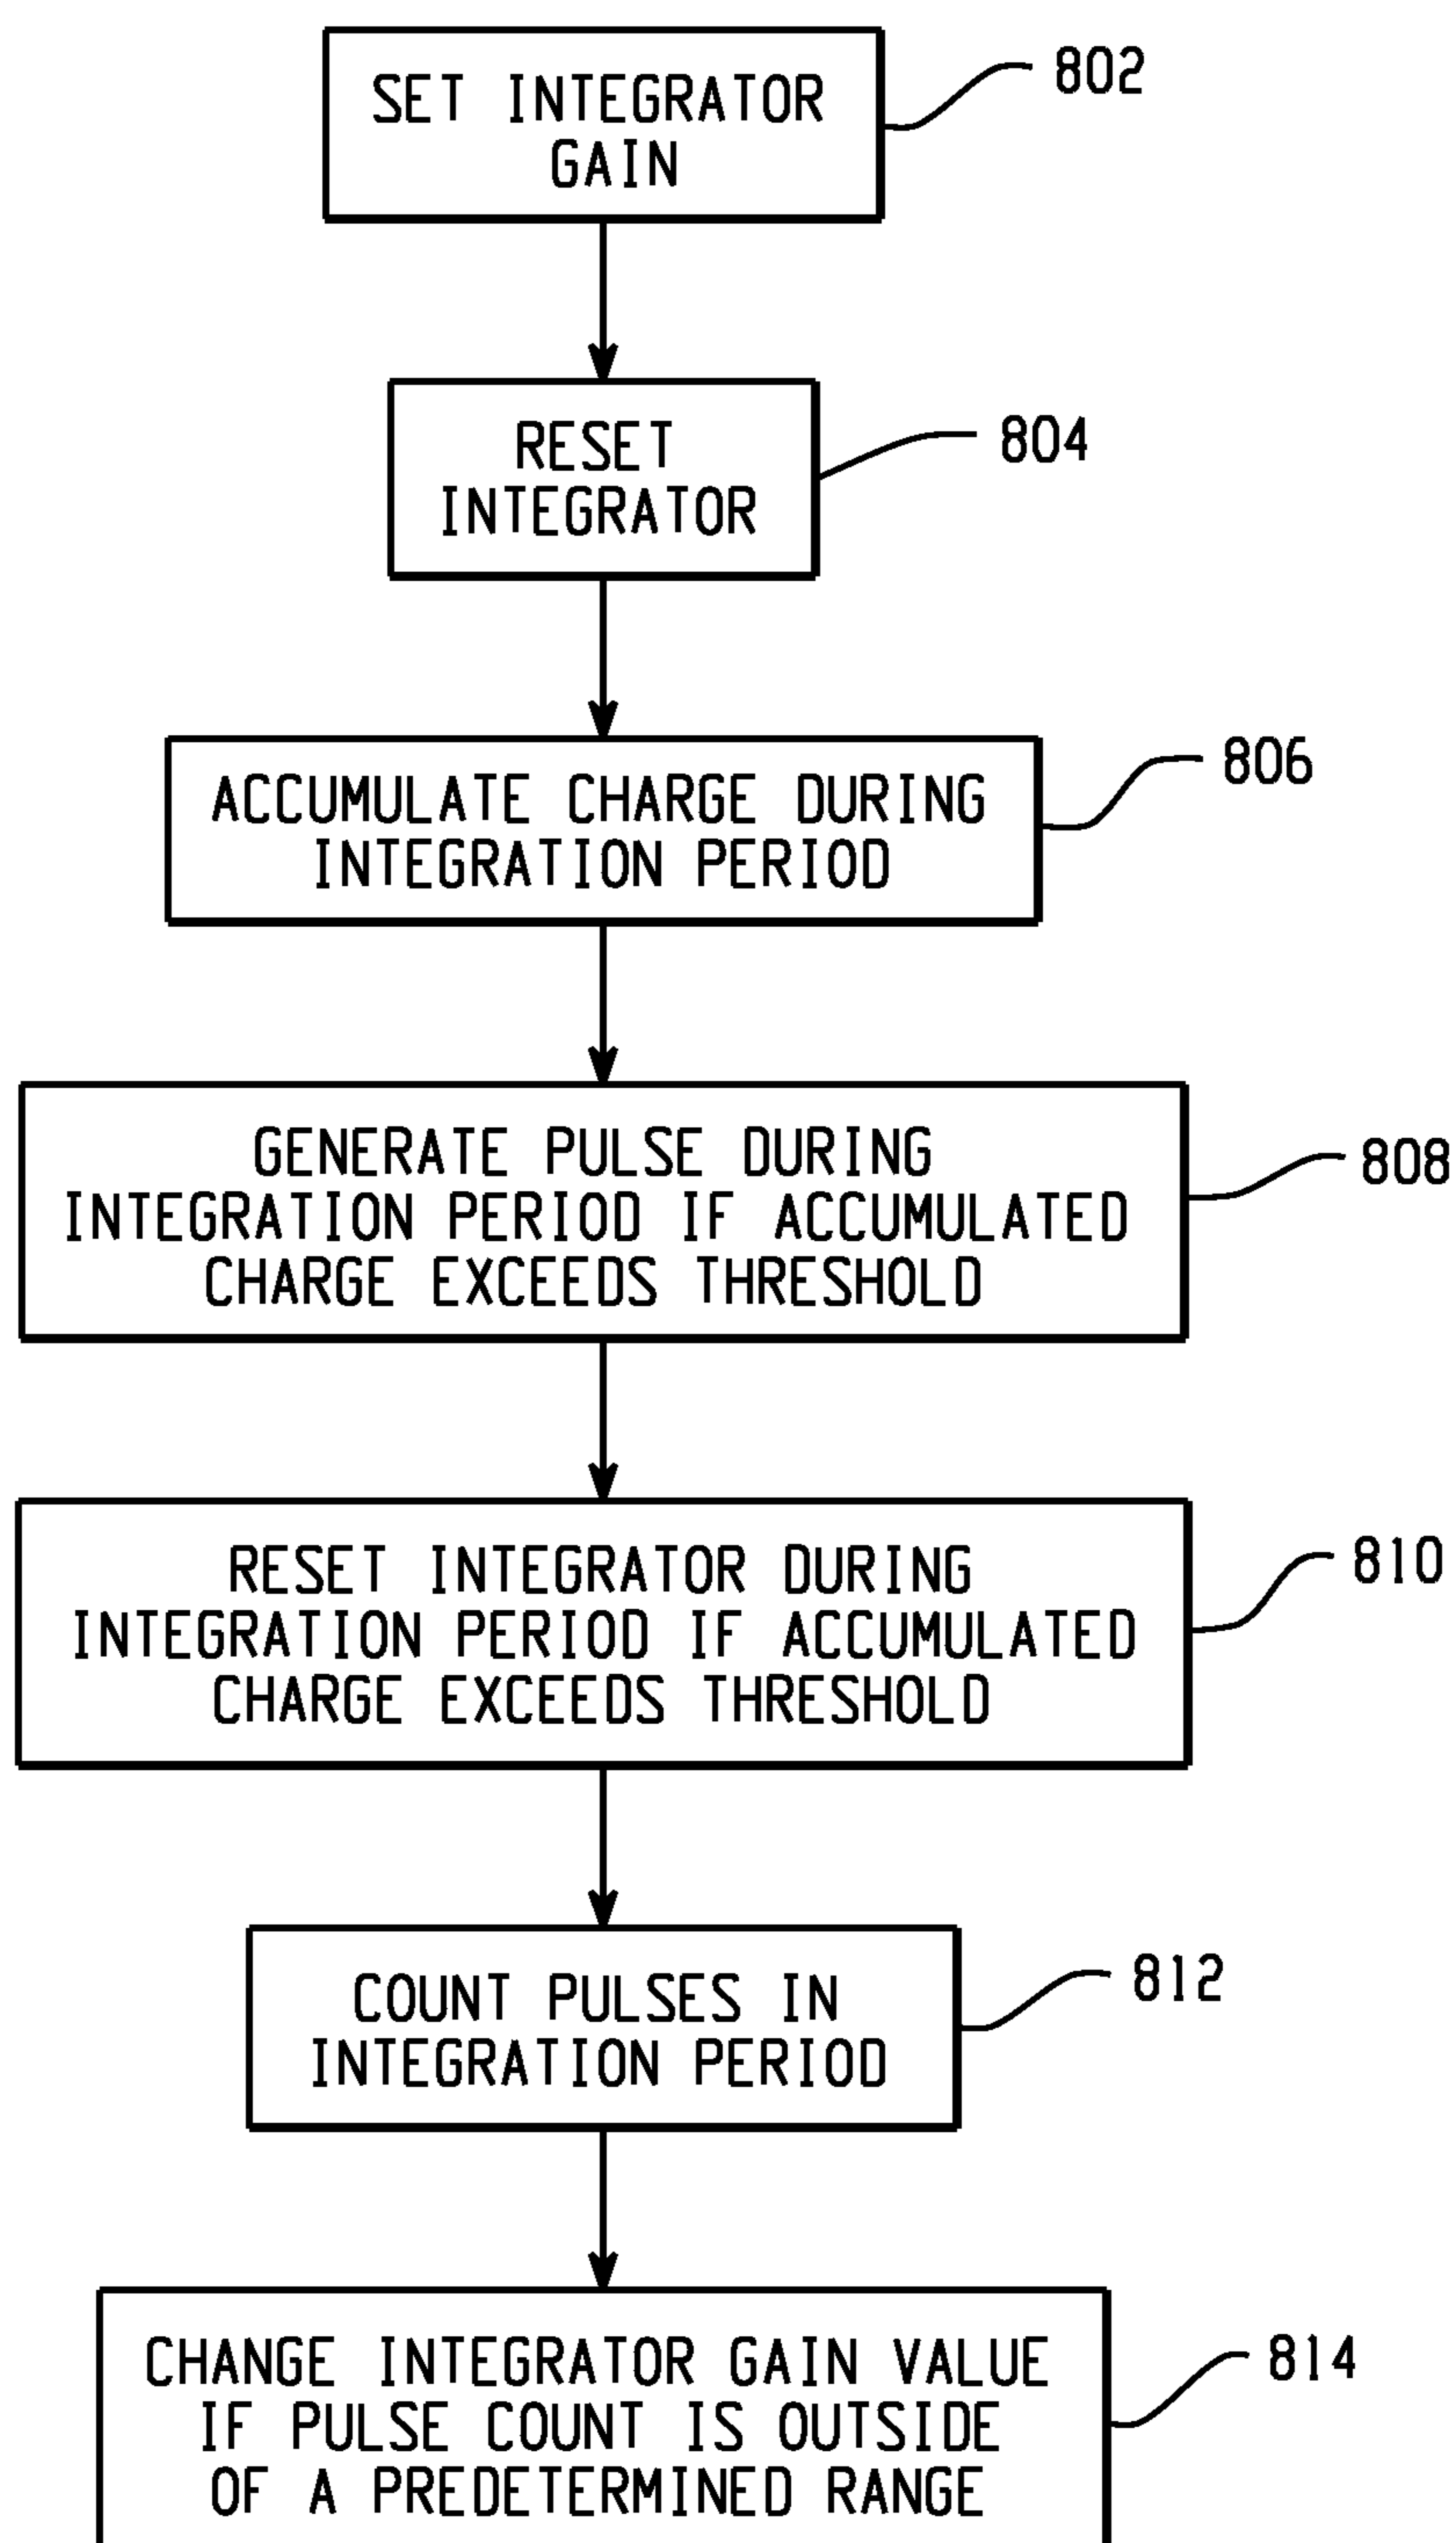 SET INTEGRATOR
GAIN
802
RESET
INTEGRATOR
804
ACCUMULATE CHARGE DURING
INTEGRATION PERIOD
806
GENERATE PULSE DURING
INTEGRATION PERIOD IF ACCUMULATED
CHARGE EXCEEDS THRESHOLD
808
RESET INTEGRATOR DURING
INTEGRATION PERIOD IF ACCUMULATED
CHARGE EXCEEDS THRESHOLD
810
COUNT PULSES IN
INTEGRATION PERIOD
812
CHANGE INTEGRATOR GAIN VALUE
IF PULSE COUNT IS OUTSIDE
OF A PREDETERMINED RANGE
814